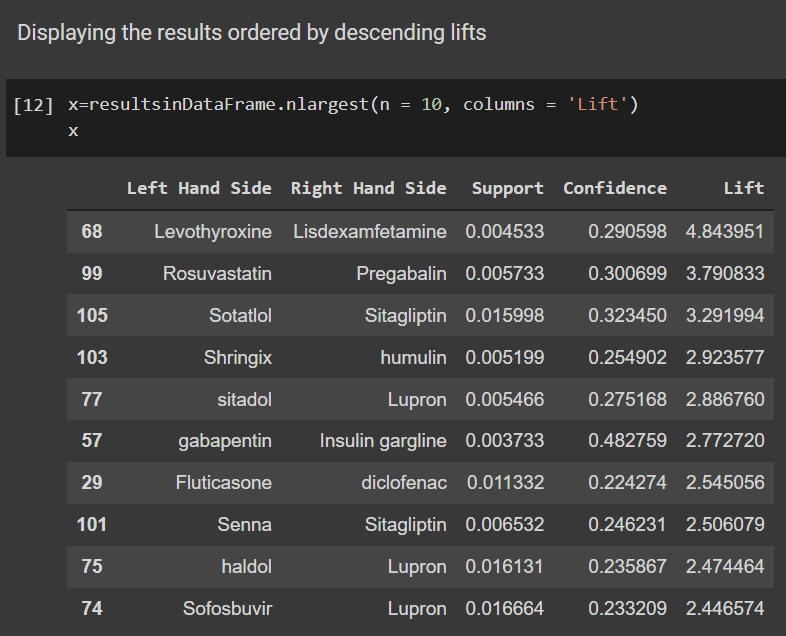 Displaying the results ordered by descending lifts
[12] x=resultsinDataFrame.nlargest(n = 10, columns = 'Lift')
x
Left Hand Side Right Hand Side Support Confidence Lift
68 Levothyroxine Lisdexamfetamine 0.004533 0.290598 4.843951
99 Rosuvastatin Pregabalin 0.005733 0.300699 3.790833
105 Sotatlol Sitagliptin 0.015998 0.323450 3.291994
103 Shringix humulin 0.005199 0.254902 2.923577
77 sitadol Lupron 0.005466 0.275168 2.886760
57 gabapentin Insulin gargline 0.003733 0.482759 2.772720
29 Fluticasone diclofenac 0.011332 0.224274 2.545056
101 Senna Sitagliptin 0.006532 0.246231 2.506079
75 haldol Lupron 0.016131 0.235867 2.474464
74 Sofosbuvir Lupron 0.016664 0.233209 2.446574